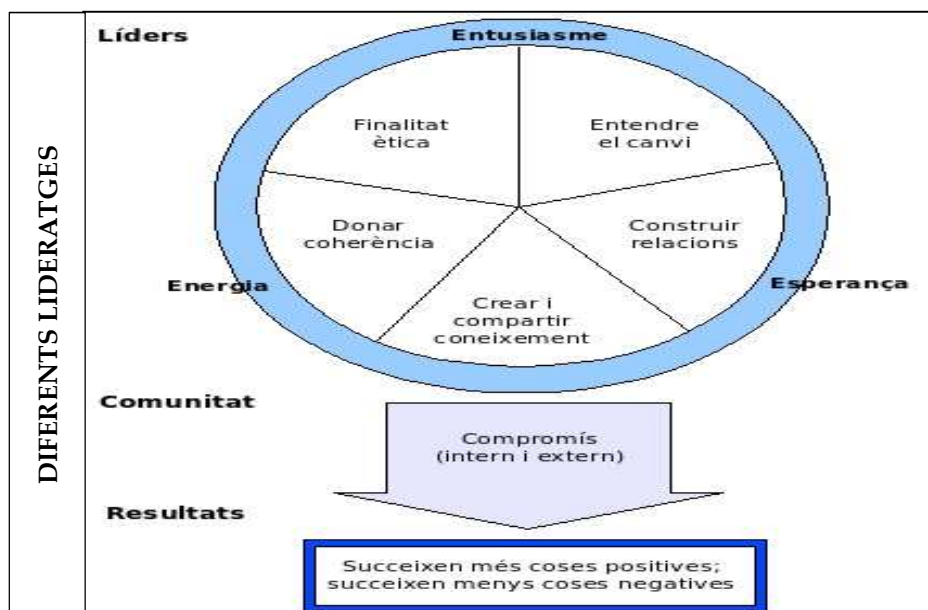 DIFERENTS LIDERATGES
Líders
Entusiasme
Finalitat
ètica
Entendre
el canvi
Donar
coherència
Construir
relacions
Energia
Esperança
Crear i
compartir
coneixement
Comunitat
Compromís
(intern i extern)
Resultats
Succeixen més coses positives;
succeixen menys coses negatives